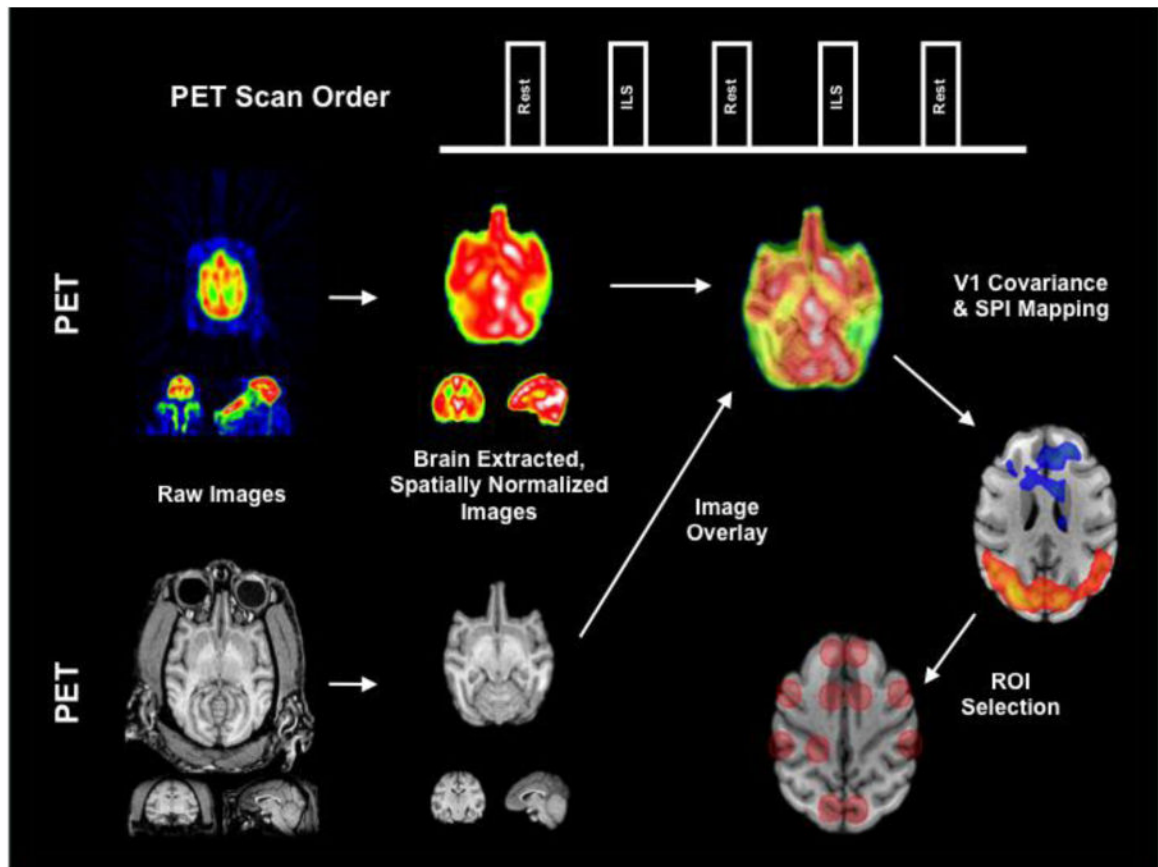 PET Scan Order
Rest
ILS
Rest
ILS
Rest
PET
V1 Covariance
& SPI Mapping
Raw Images
Brain Extracted,
Spatially Normalized
Images
Image
Overlay
PET
ROI
Selection